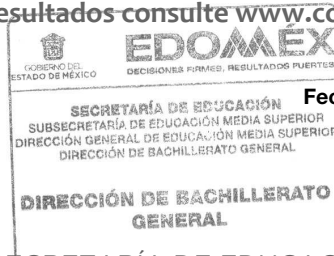 esultados consulte www.co
GOBIERNO DEL
ESTADO DE MÉXICO
EDOMÉX
DECISIONES FIRMES, RESULTADOS FUERTES
Fec
SECRETARÍA DE EDUCACIÓN
SUBSECRETARÍA DE EDUCACIÓN MEDIA SUPERIOR
DIRECCIÓN GENERAL DE EDUCACIÓN MEDIA SUPERIOR
DIRECCIÓN DE BACHILLERATO GENERAL
DIRECCIÓN DE BACHILLERATO
GENERAL